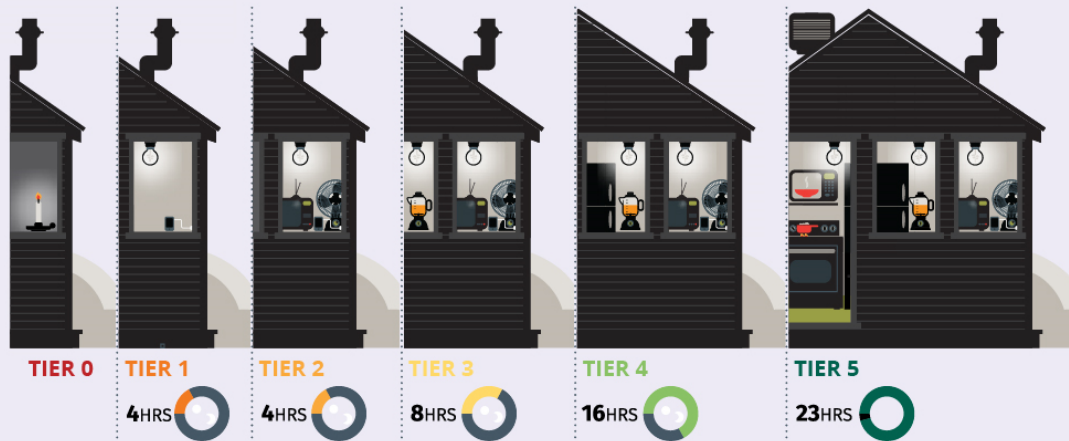 TIER 0
TIER 1
TIER 2
TIER 3
TIER 4
TIER 5
4HRS
4HRS
8HRS
16HRS
23HRS